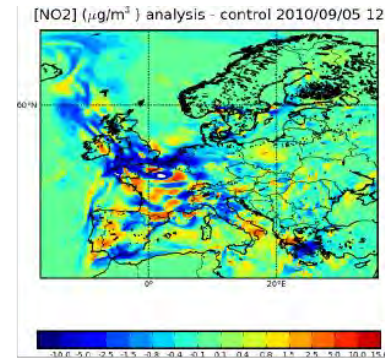 [NO2] (μg/m³ ) analysis - control 2010/09/05 12
60°N
0°
20°E
-10.0 -5.0 -2.5 -1.5 -0.8 -0.4 -0.1 0.1 0.4 0.8 1.5 2.5 5.0 10.0 15.0